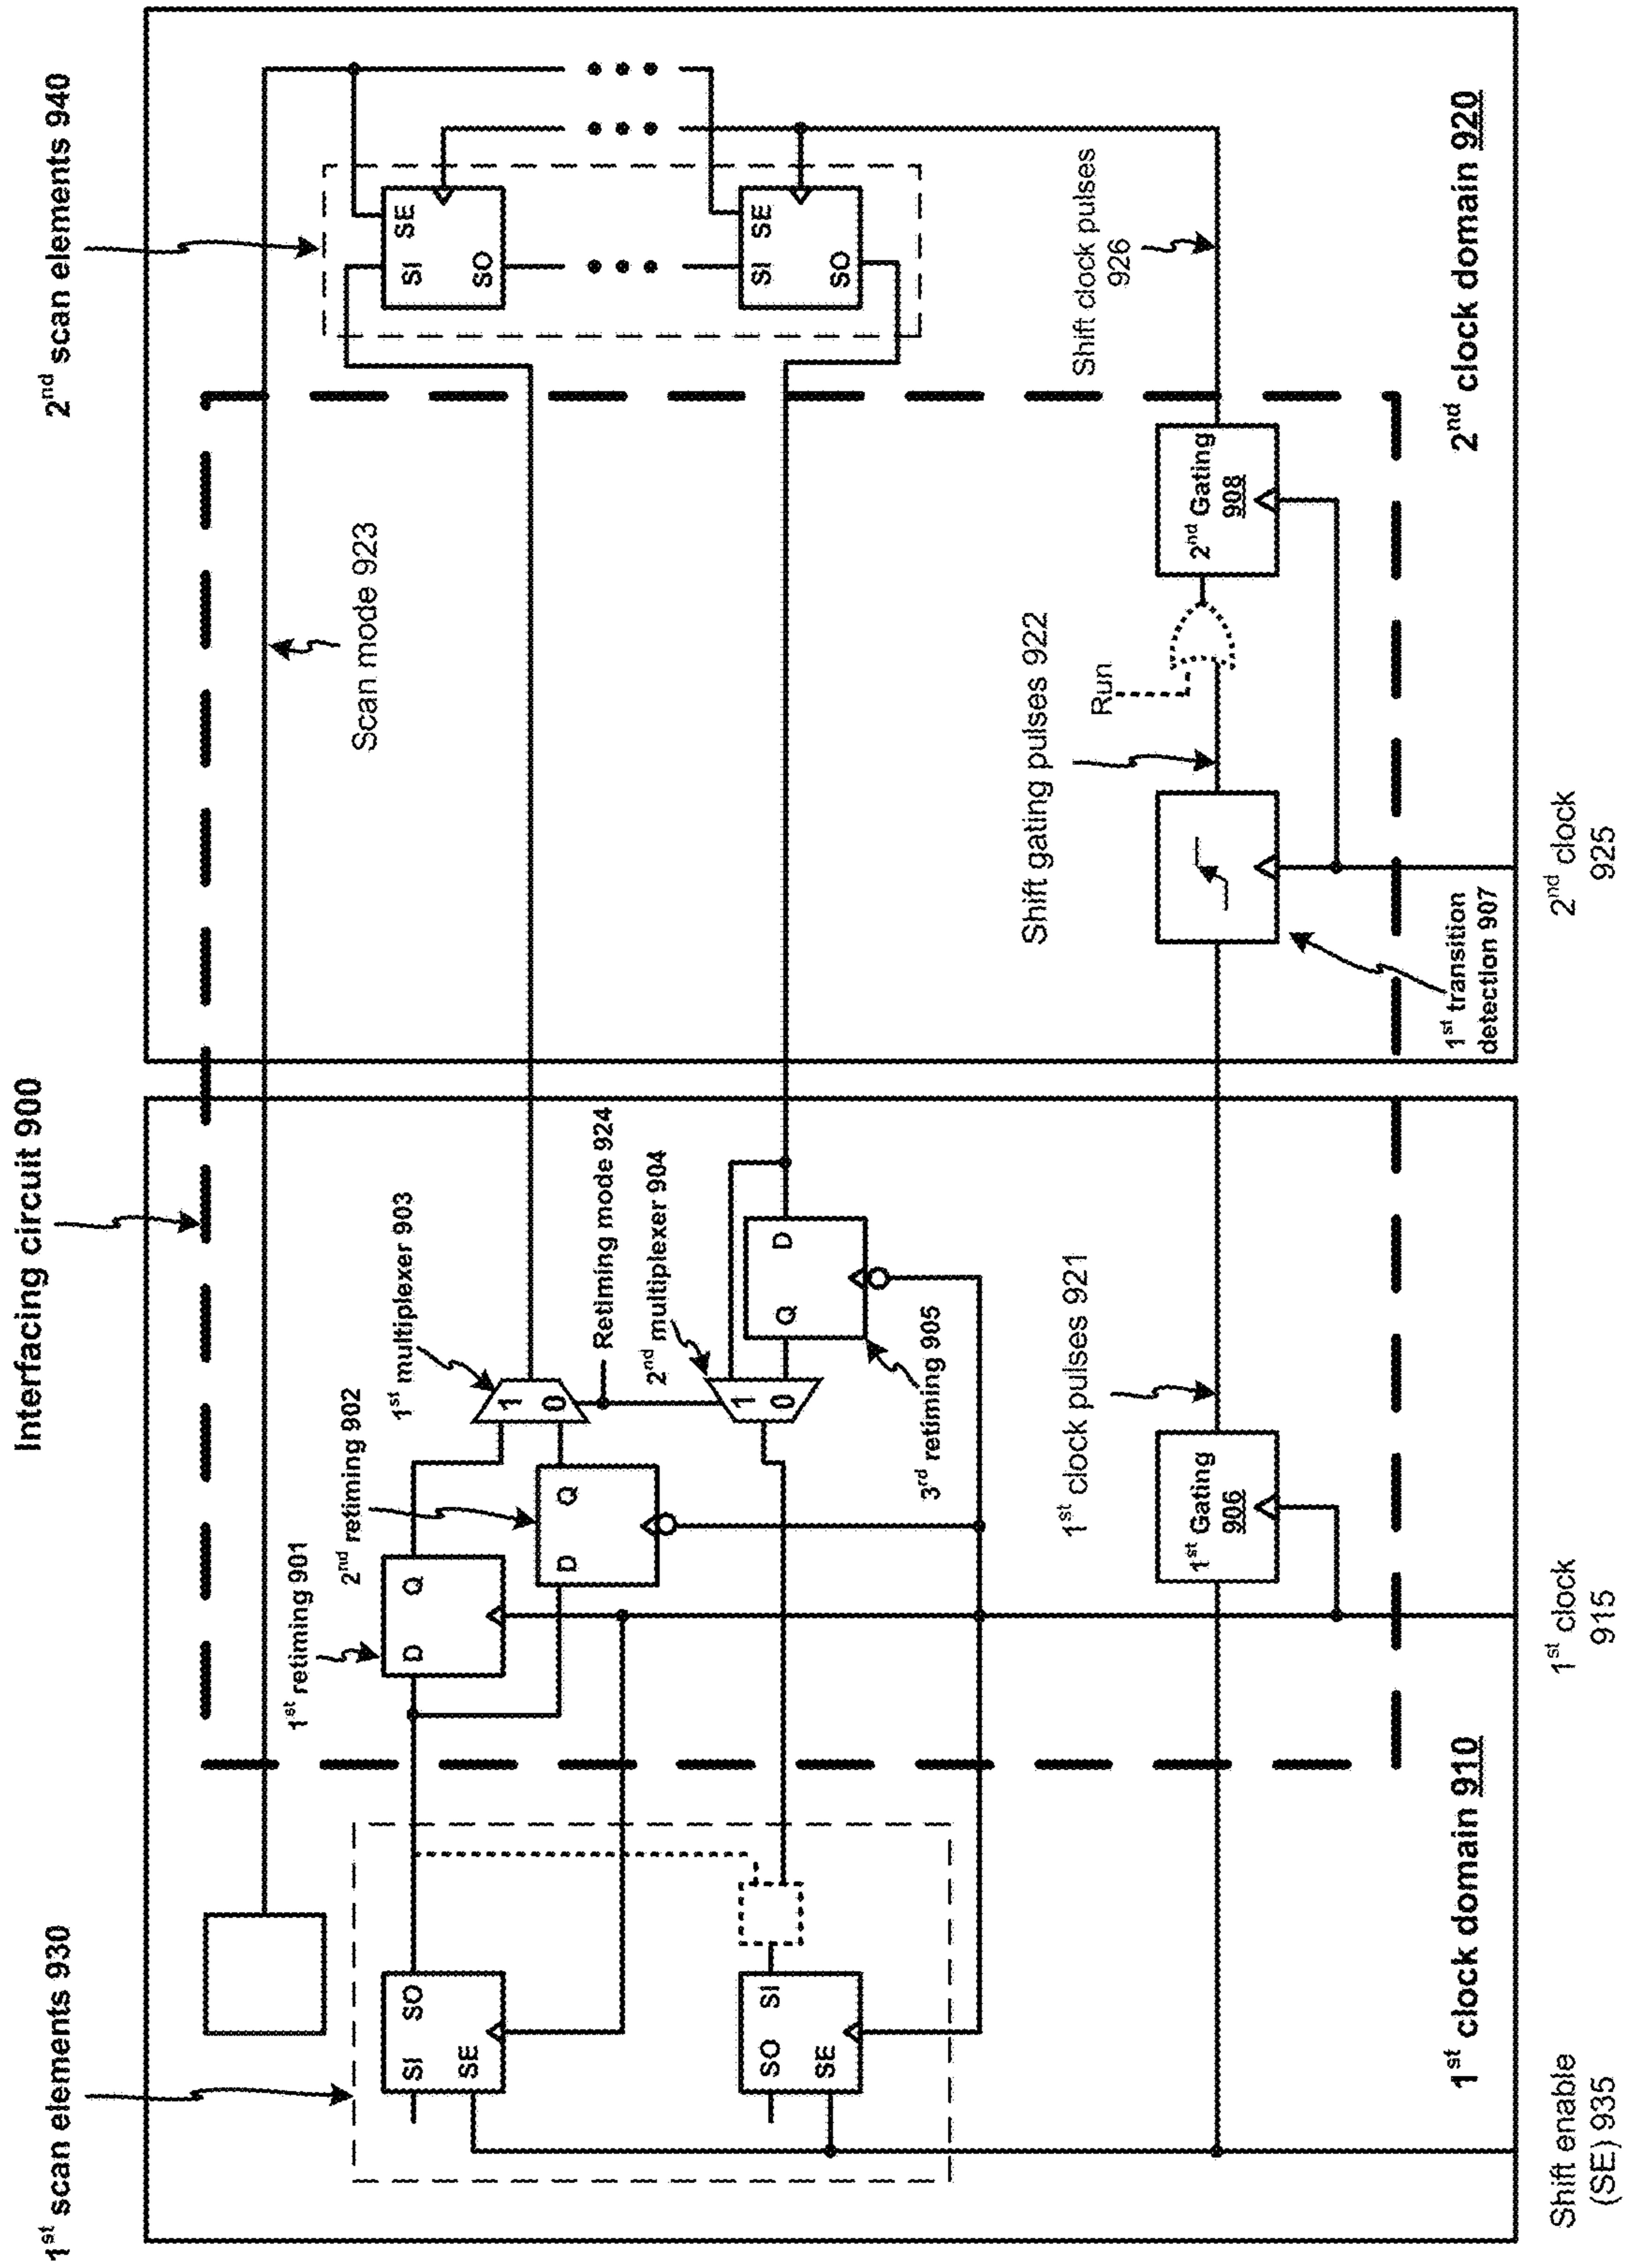 Interfacing circuit 900
1st scan elements 930
2nd scan elements 940
Scan mode 923
1st retiming 901
2nd retiming 902
1st multiplexer 903
Retiming mode 924
2nd multiplexer 904
3rd retiming 905
SI SO
SE
D Q
D Q
1
0
1
0
Q D
SO SI
SE
SI SE
SO
SI SE
SO
1st clock pulses 921
1st Gating
906
Shift gating pulses 922
Run
2nd Gating
908
Shift clock pulses
926
1st transition
detection 907
1st clock domain 910
2nd clock domain 920
Shift enable
(SE) 935
1st clock
915
2nd clock
925